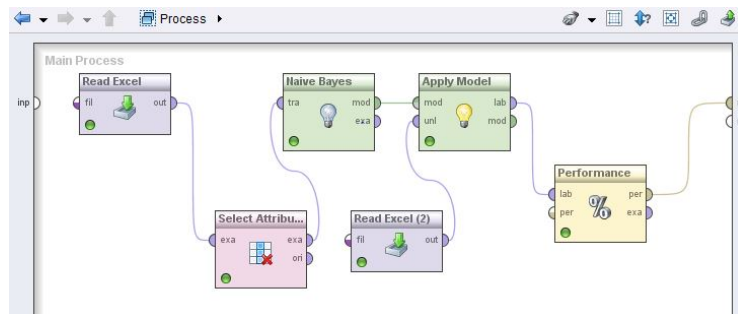 Process
Main Process
inp
Read Excel
fil
out
Naive Bayes
tra
mod
exa
Apply Model
mod
lab
unl
mod
Performance
lab
per
per
exa
%
Select Attribu...
exa
exa
ori
Read Excel (2)
fil
out